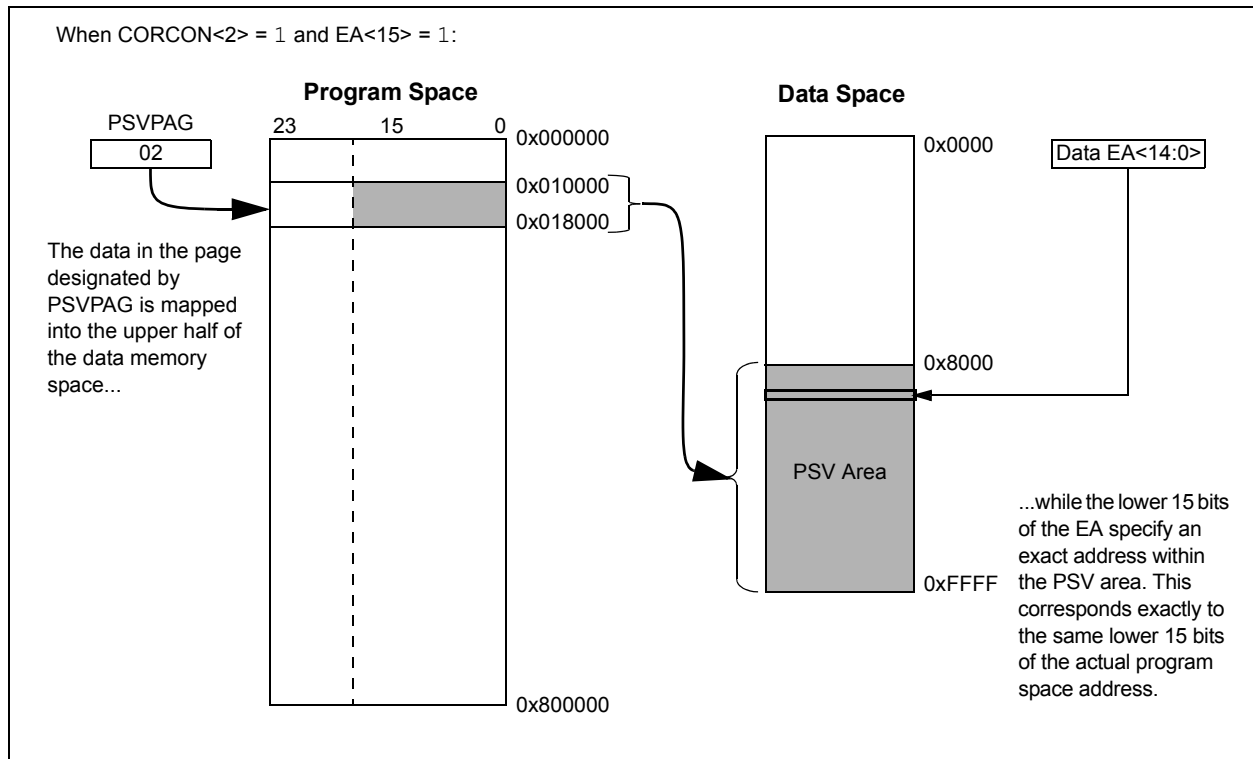 When CORCON<2> = 1 and EA<15> = 1:
Program Space
Data Space
PSVPAG
02
23
15
0
0x000000
0x010000
0x018000
0x800000
The data in the page
designated by
PSVPAG is mapped
into the upper half of
the data memory
space...
0x0000
0x8000
0xFFFF
PSV Area
Data EA<14:0>
...while the lower 15 bits
of the EA specify an
exact address within
the PSV area. This
corresponds exactly to
the same lower 15 bits
of the actual program
space address.